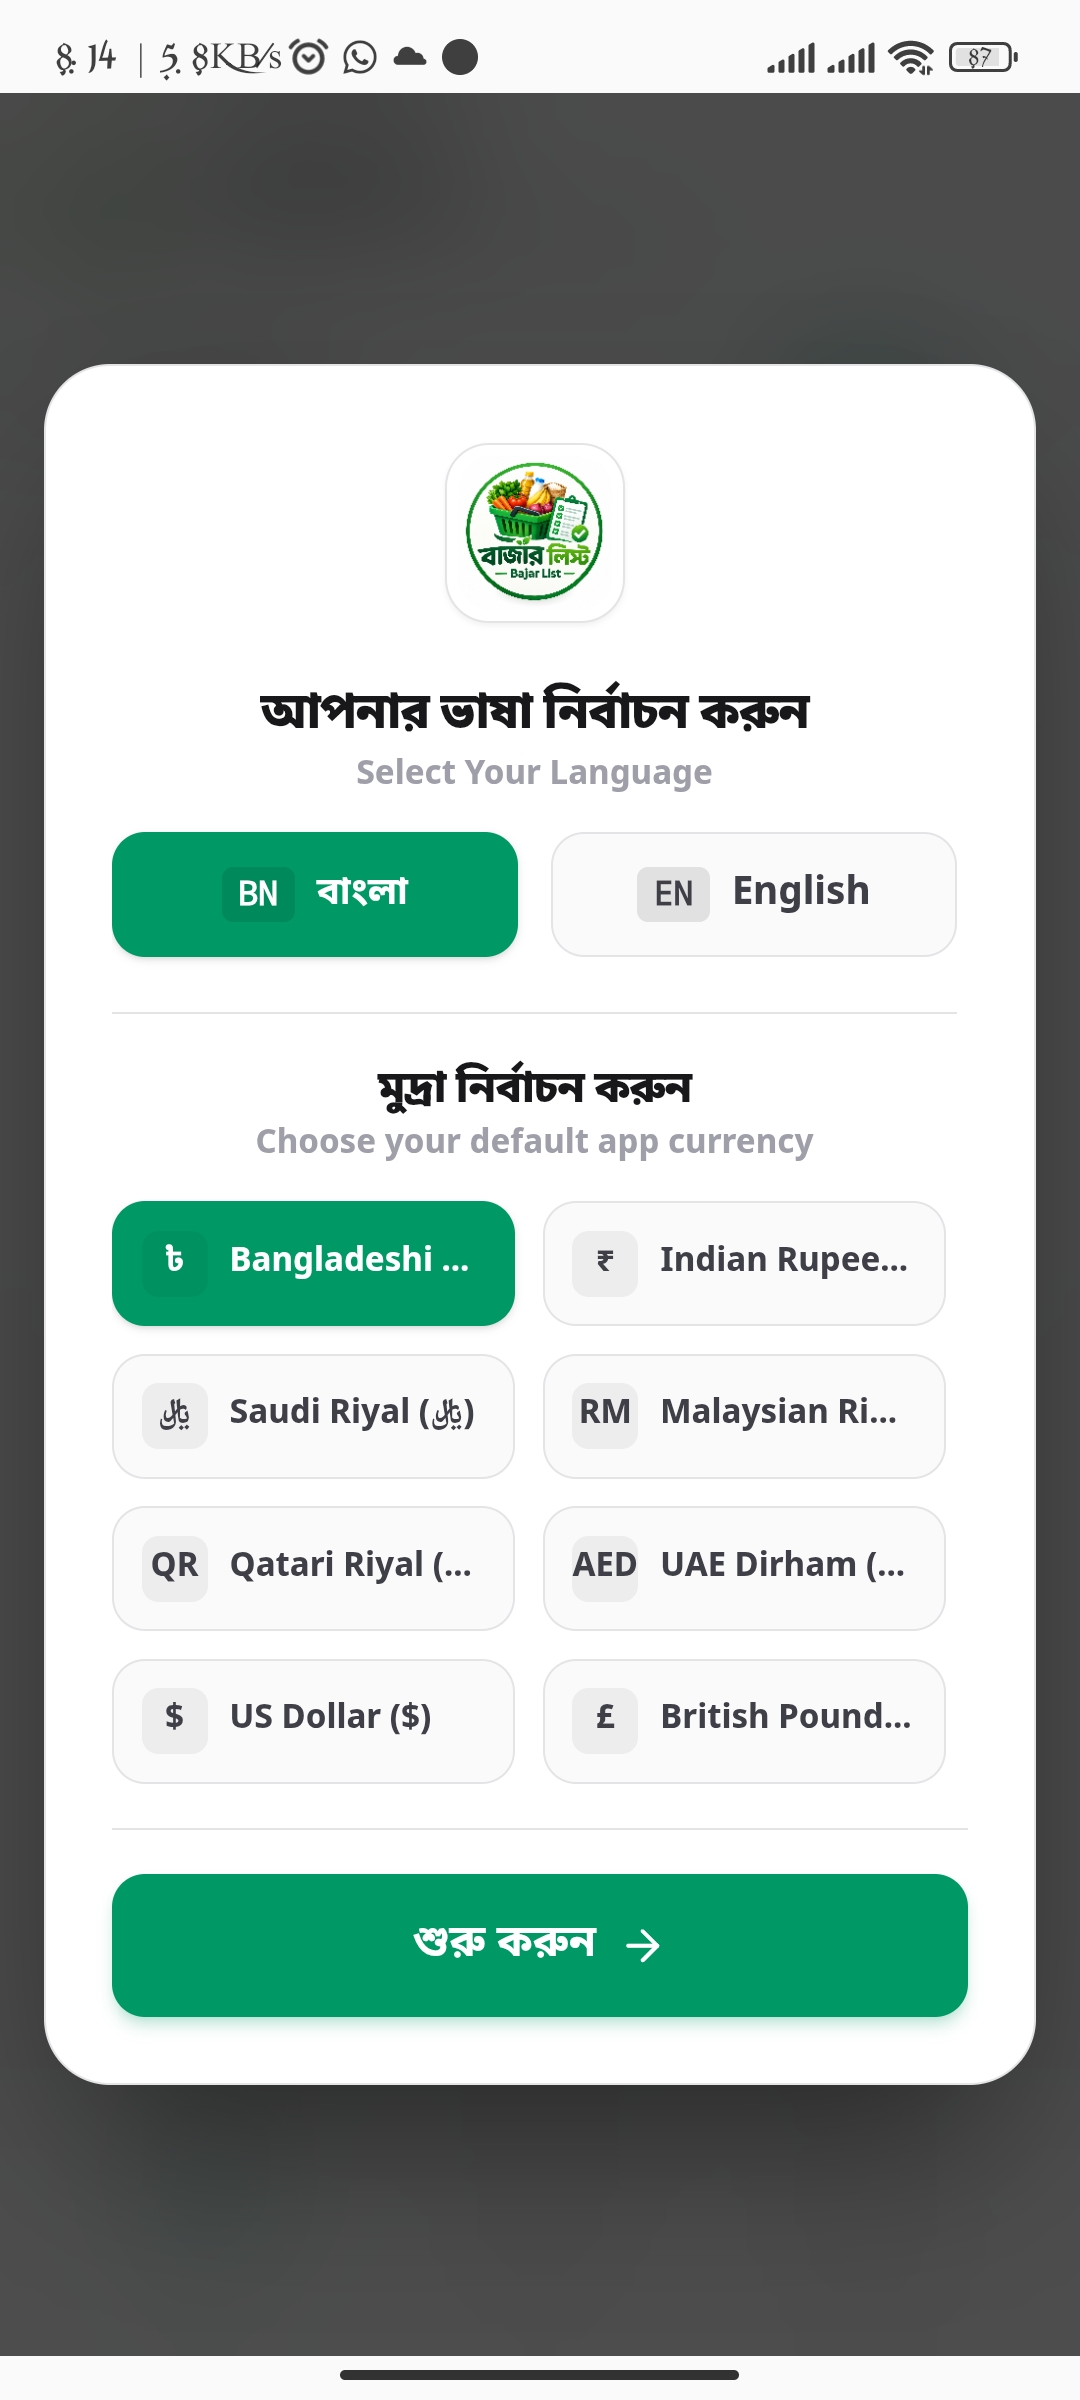 8:14 | 5.8KB/s
87
বাজার লিস্ট
Bajar List
আপনার ভাষা নির্বাচন করুন
Select Your Language
BN বাংলা
EN English
মুদ্রা নির্বাচন করুন
Choose your default app currency
৳ Bangladeshi ...
₹ Indian Rupee...
﷼ Saudi Riyal (﷼)
RM Malaysian Ri...
QR Qatari Riyal (...
AED UAE Dirham (...
$ US Dollar ($)
£ British Pound...
শুরু করুন →